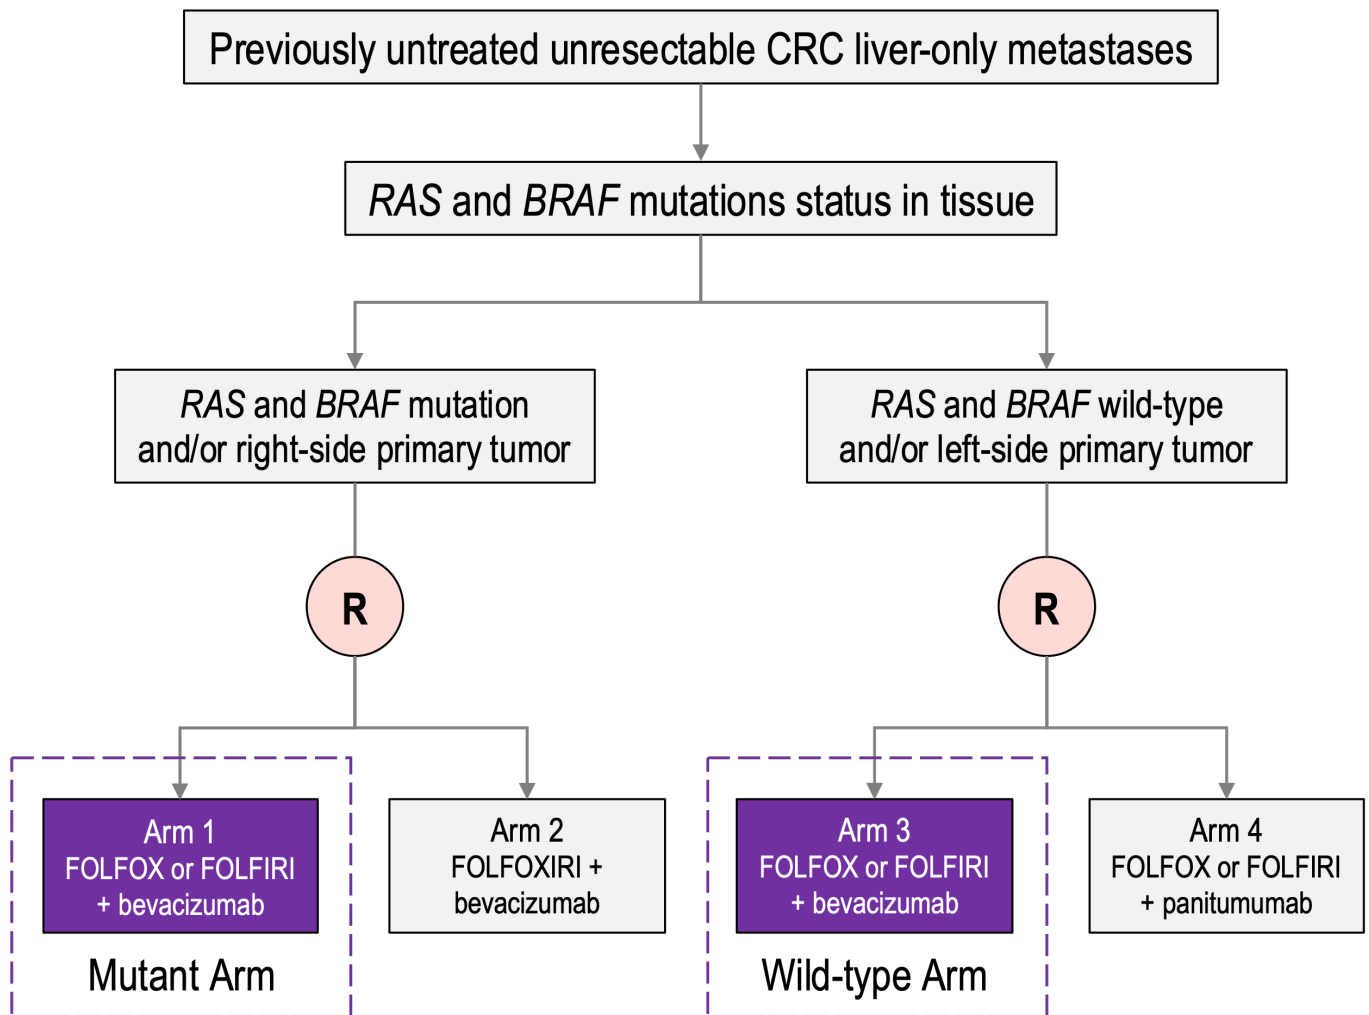 Previously untreated unresectable CRC liver-only metastases
RAS and BRAF mutations status in tissue
RAS and BRAF mutation
and/or right-side primary tumor
RAS and BRAF wild-type
and/or left-side primary tumor
R
R
Arm 1
FOLFOX or FOLFIRI
+ bevacizumab
Mutant Arm
Arm 2
FOLFOXIRI +
bevacizumab
Arm 3
FOLFOX or FOLFIRI
+ bevacizumab
Wild-type Arm
Arm 4
FOLFOX or FOLFIRI
+ panitumumab